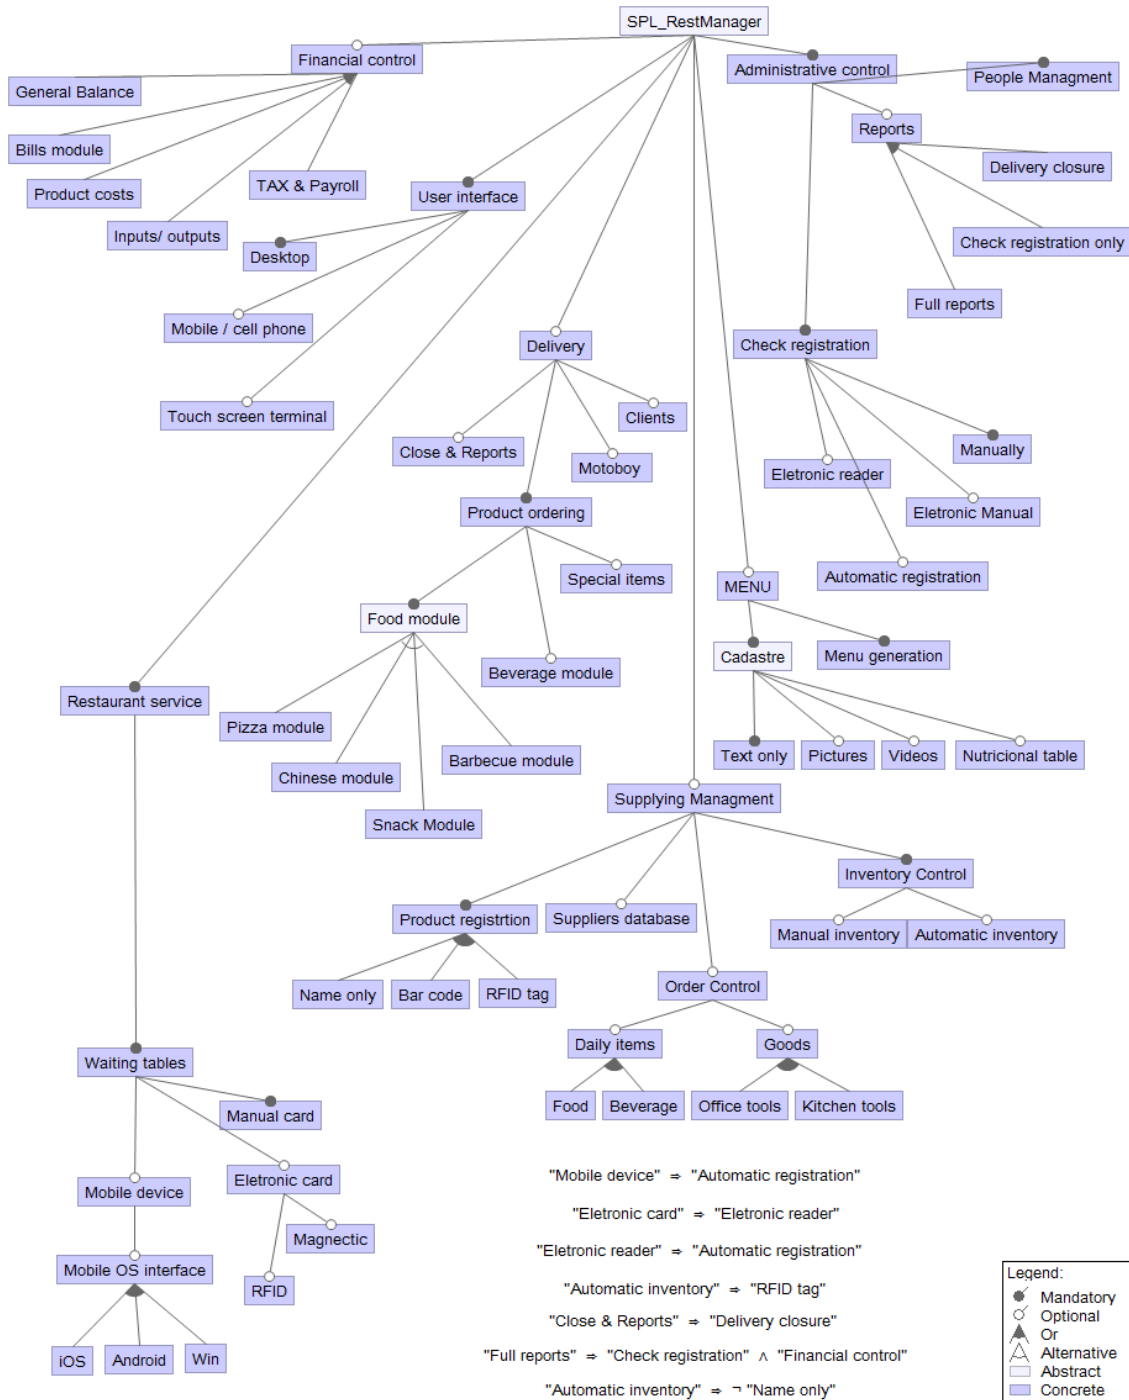 SPL_RestManager
Financial control
Administrative control
People Managment
General Balance
Reports
Bills module
Delivery closure
Product costs
TAX & Payroll
User interface
Inputs/ outputs
Check registration only
Desktop
Full reports
Mobile / cell phone
Delivery
Check registration
Touch screen terminal
Clients
Close & Reports
Motoboy
Manually
Eletronic reader
Product ordering
Eletronic Manual
Special items
Automatic registration
MENU
Food module
Beverage module
Cadastre
Menu generation
Restaurant service
Pizza module
Barbecue module
Text only
Pictures
Videos
Nutricional table
Chinese module
Snack Module
Supplying Managment
Inventory Control
Product registrtion
Suppliers database
Manual inventory
Automatic inventory
Name only
Bar code
RFID tag
Order Control
Waiting tables
Daily items
Goods
Manual card
Food
Beverage
Office tools
Kitchen tools
Mobile device
Eletronic card
Magnectic
Mobile OS interface
RFID
iOS
Android
Win
"Mobile device" ⇒ "Automatic registration"
"Eletronic card" ⇒ "Eletronic reader"
"Eletronic reader" ⇒ "Automatic registration"
"Automatic inventory" ⇒ "RFID tag"
"Close & Reports" ⇒ "Delivery closure"
"Full reports" ⇒ "Check registration" ∧ "Financial control"
"Automatic inventory" ⇒ ¬ "Name only"
Legend:
Mandatory
Optional
Or
Alternative
Abstract
Concrete